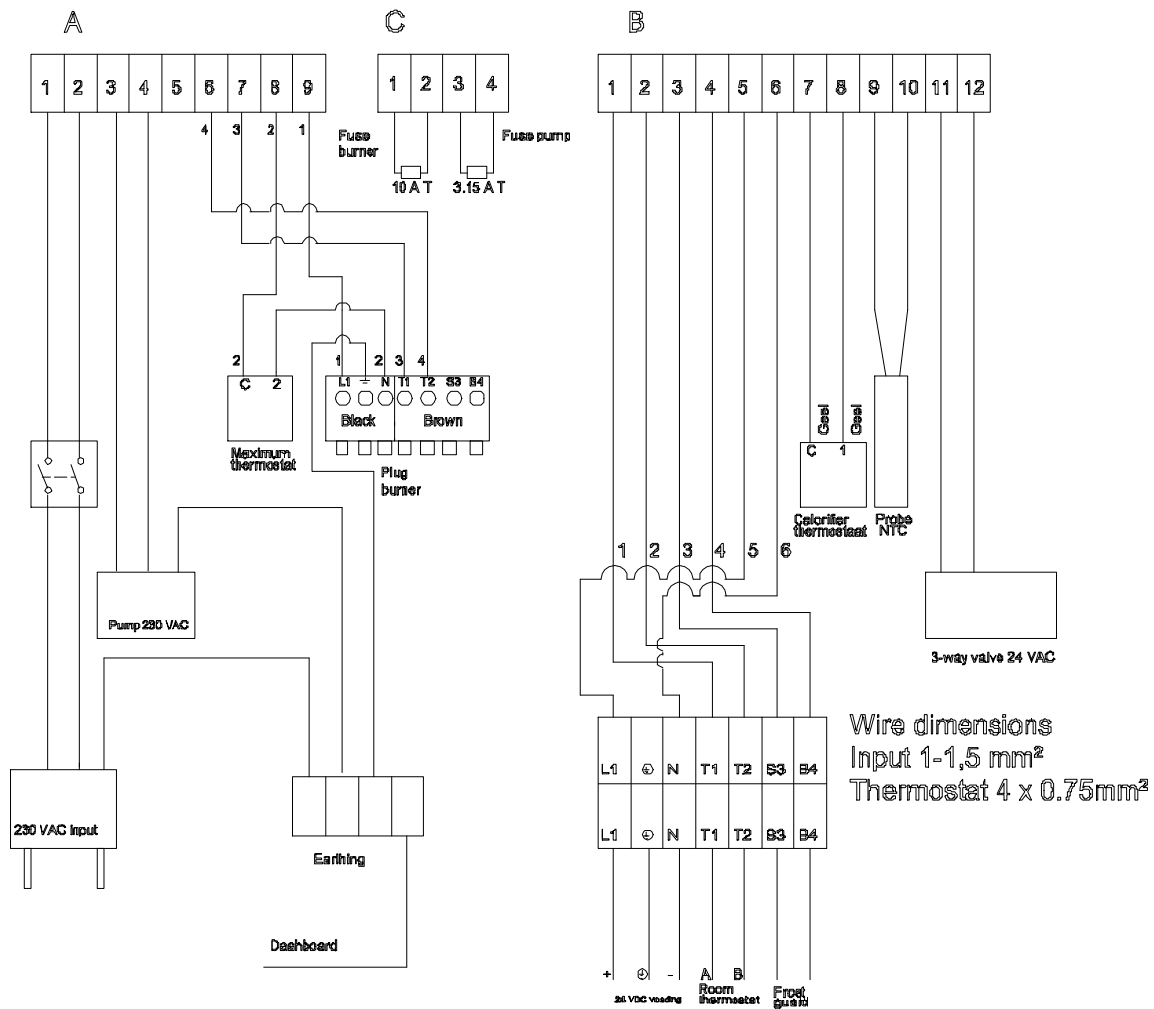 A
C
B
1 2 3 4 5 6 7 8 9
1 2 3 4
1 2 3 4 5 6 7 8 9 10 11 12
4 3 2 1
Fuse
burner
Fuse pump
10 A T
3.15 A T
2
1 2 3 4
C 2
L1 N T1 T2 S3 B4
Black
Brown
Maximum
thermostat
Plug
burner
Geel
Geel
C 1
Calorifier
thermostaat
Probe
NTC
1 2 3 4 5 6
Pump 230 VAC
3-way valve 24 VAC
Wire dimensions
Input 1-1,5 mm²
Thermostat 4 x 0.75mm²
L1 N T1 T2 S3 B4
L1 N T1 T2 S3 B4
230 VAC Input
Earthing
Dashboard
+ - A B
24 VDC voeding
Room
thermostat
Frost
guard